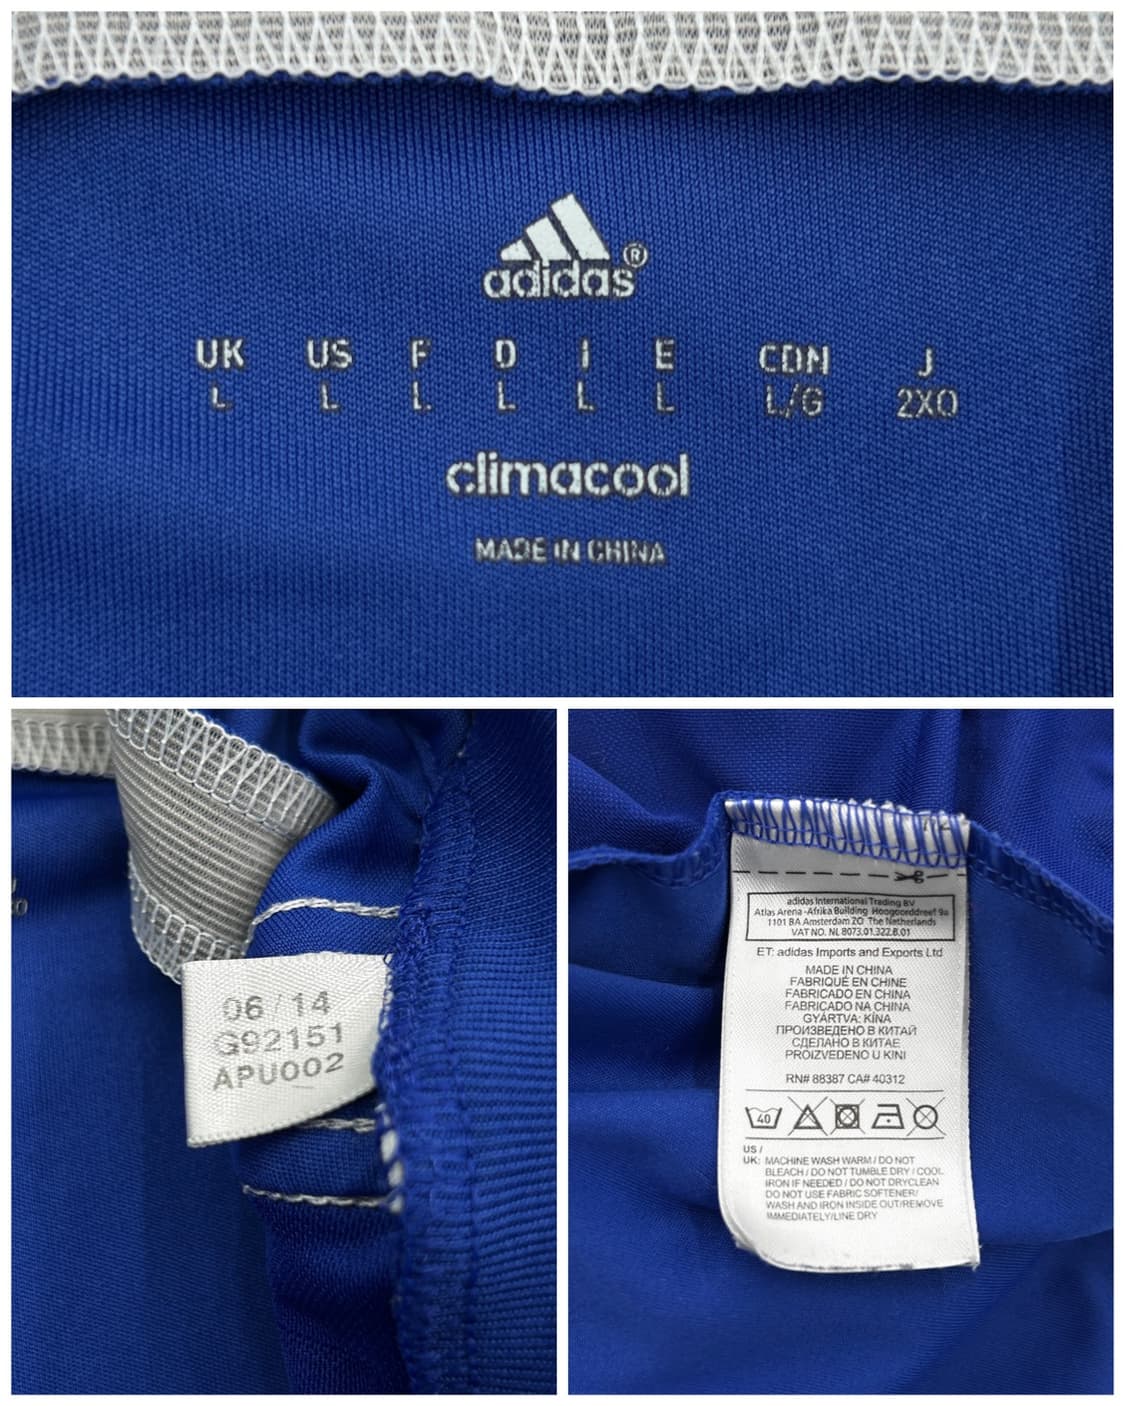 adidas®
UK US F D I E CDN J
L L L L L L L/G 2XO
climacool
MADE IN CHINA
06/14
G92151
APU002
adidas International Trading BV
Atlas Arena -Afrika Building Hoogoorddreef 9a
1101 BA Amsterdam ZO The Netherlands
VAT NO. NL 8073.01.322.B.01
ET: adidas Imports and Exports Ltd
MADE IN CHINA
FABRIQUÉ EN CHINE
FABRICADO EN CHINA
FABRICADO NA CHINA
GYÁRTVA: KÍNA
ПРОИЗВЕДЕНО В КИТАЙ
СДЕЛАНО В КИТАЕ
PROIZVEDENO U KINI
RN# 88387 CA# 40312
40
US /
UK: MACHINE WASH WARM / DO NOT
BLEACH / DO NOT TUMBLE DRY / COOL
IRON IF NEEDED / DO NOT DRYCLEAN
DO NOT USE FABRIC SOFTENER/
WASH AND IRON INSIDE OUT/REMOVE
IMMEDIATELY/LINE DRY